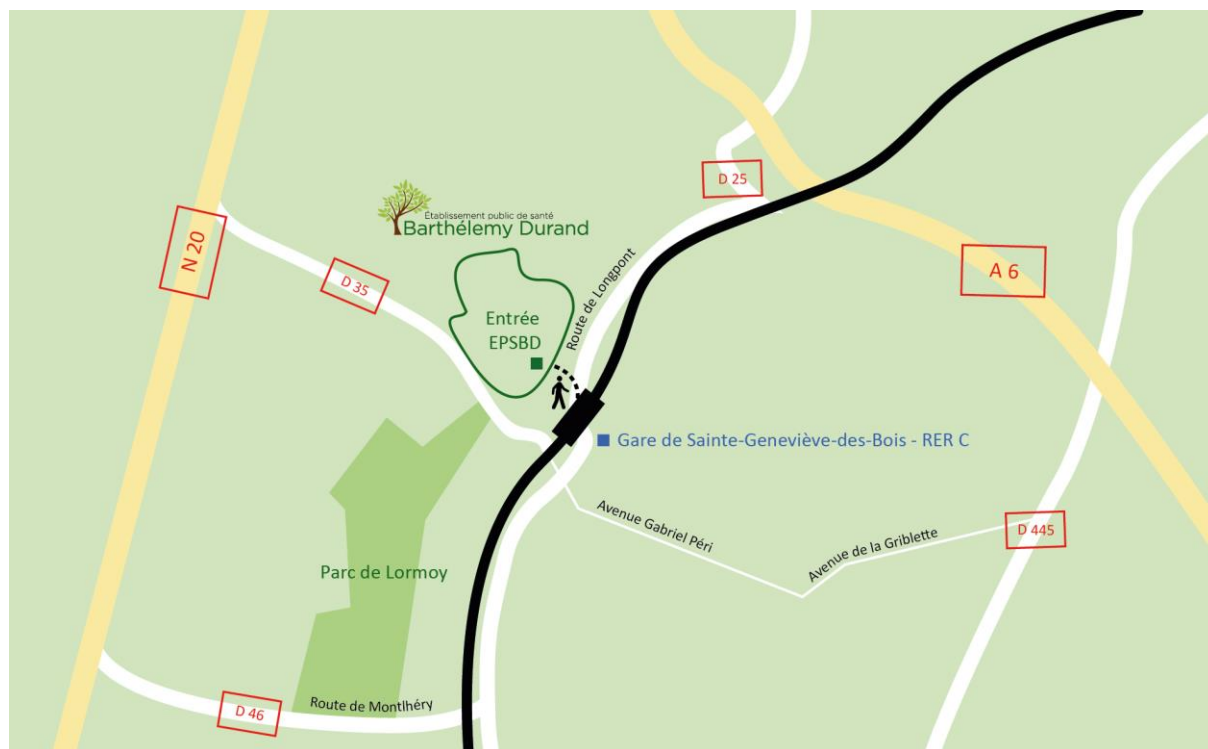 D 25
Établissement public de santé
Barthélemy Durand
N 20
D 35
Route de Longpont
A 6
Entrée
EPSBD
Gare de Sainte-Geneviève-des-Bois - RER C
Avenue Gabriel Péri
Avenue de la Griblette
D 445
Parc de Lormoy
Route de Montlhéry
D 46